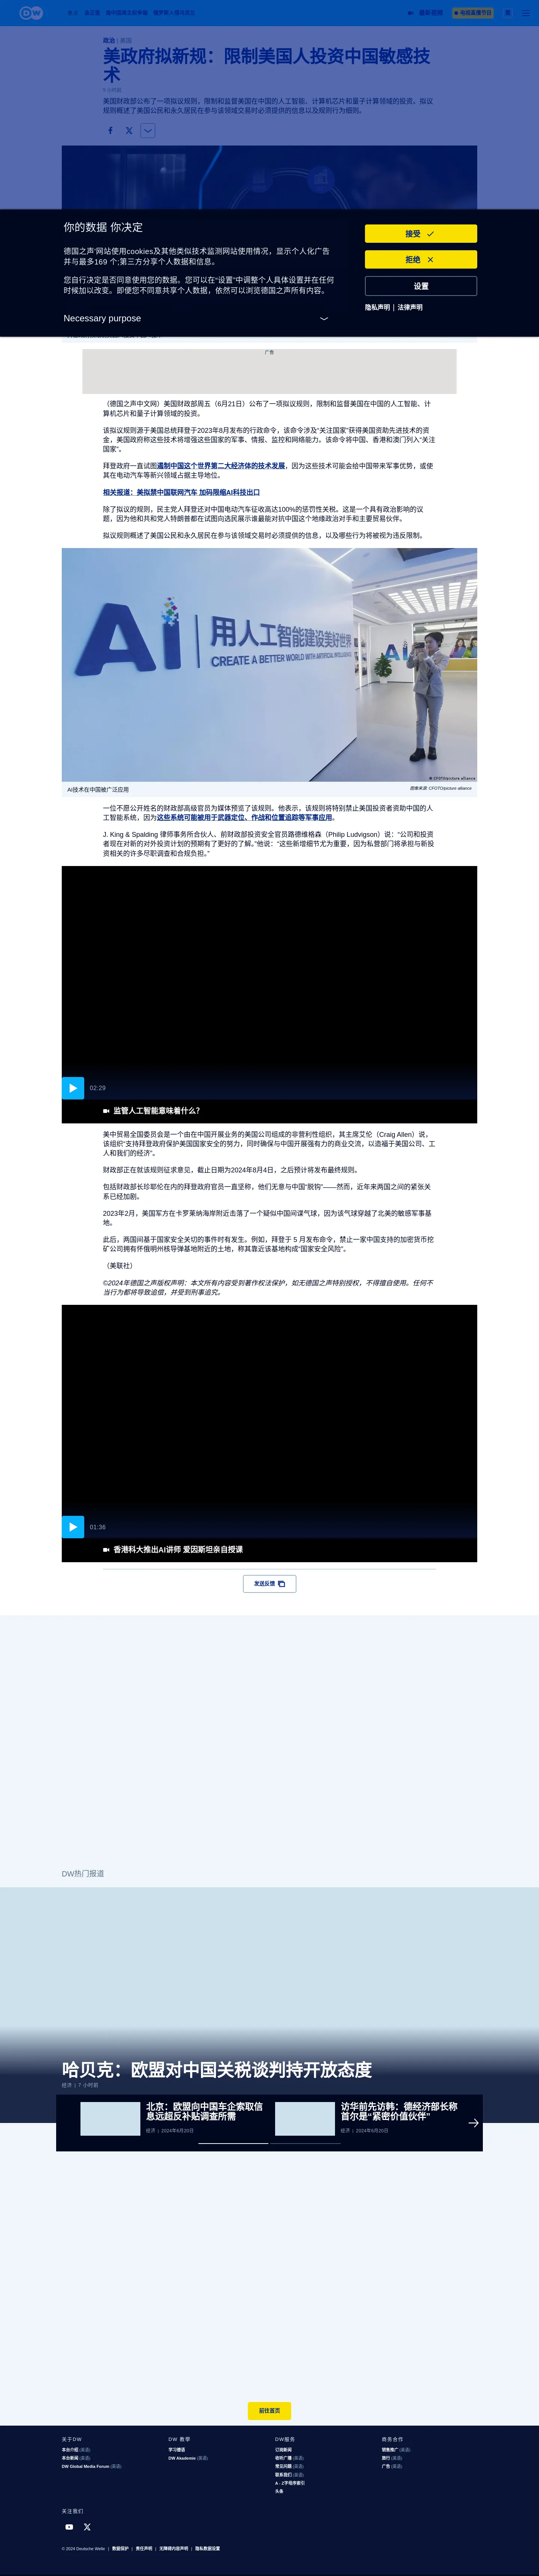 DW
最新视频
政治 | 美国
美政府拟新规：限制美国人投资中国敏感技
术
美国财政部公布了一项拟议规则，限制和监督美国在中国的人工智能、计算机芯片和量子计算领域的投资。拟议
规则概述了美国公民和永久居民在参与该领域交易时必须提供的信息以及规则行为细则。
你的数据 你决定
德国之声'网站使用cookies及其他类似技术监测网站使用情况，显示个人化广告
并与最多169 个;第三方分享个人数据和信息。
您自行决定是否同意使用您的数据。您可以在“设置”中调整个人具体设置并在任何
时候加以改变。即便您不同意共享个人数据，依然可以浏览德国之声所有内容。
Necessary purpose
接受
拒绝
设置
隐私声明 | 法律声明
广告
（德国之声中文网）美国财政部周五（6月21日）公布了一项拟议规则，限制和监督美国在中国的人工智能、计
算机芯片和量子计算领域的投资。
该拟议规则源于美国总统拜登于2023年8月发布的行政命令，该命令涉及“关注国家”获得美国资助先进技术的资
金，美国政府称这些技术将增强这些国家的军事、情报、监控和网络能力。该命令将中国、香港和澳门列入“关注
国家”。
拜登政府一直试图遏制中国这个世界第二大经济体的技术发展，因为这些技术可能会给中国带来军事优势，或使
其在电动汽车等新兴领域占据主导地位。
相关报道：美拟禁中国联网汽车 加码限缩AI科技出口
除了拟议的规则，民主党人拜登还对中国电动汽车征收高达100%的惩罚性关税。这是一个具有政治影响的议
题，因为他和共和党人特朗普都在试图向选民展示谁最能对抗中国这个地缘政治对手和主要贸易伙伴。
拟议规则概述了美国公民和永久居民在参与该领域交易时必须提供的信息，以及哪些行为将被视为违反限制。
AI 用人工智能建设美好世界
CREATE A BETTER WORLD WITH ARTIFICIAL INTELLIGENCE
AI
© CFOTO/picture alliance
AI技术在中国被广泛应用
图像来源: CFOTO/picture alliance
一位不愿公开姓名的财政部高级官员为媒体预览了该规则。他表示，该规则将特别禁止美国投资者资助中国的人
工智能系统，因为这些系统可能被用于武器定位、作战和位置追踪等军事应用。
J. King & Spalding 律师事务所合伙人、前财政部投资安全官员路德维格森（Philip Ludvigson）说：“公司和投资
者现在对新的对外投资计划的预期有了更好的了解。”他说：“这些新增细节尤为重要，因为私营部门将承担与新投
资相关的许多尽职调查和合规负担。”
02:29
监管人工智能意味着什么？
美中贸易全国委员会是一个由在中国开展业务的美国公司组成的非营利性组织，其主席艾伦（Craig Allen）说，
该组织“支持拜登政府保护美国国家安全的努力，同时确保与中国开展强有力的商业交流，以造福于美国公司、工
人和我们的经济”。
财政部正在就该规则征求意见，截止日期为2024年8月4日，之后预计将发布最终规则。
包括财政部长珍耶伦在内的拜登政府官员一直坚称，他们无意与中国“脱钩”——然而，近年来两国之间的紧张关
系已经加剧。
2023年2月，美国军方在卡罗莱纳海岸附近击落了一个疑似中国间谍气球，因为该气球穿越了北美的敏感军事基
地。
此后，两国间基于国家安全关切的事件时有发生。例如，拜登于 5 月发布命令，禁止一家中国支持的加密货币挖
矿公司拥有怀俄明州核导弹基地附近的土地，称其靠近该基地构成“国家安全风险”。
（美联社）
©2024年德国之声版权声明：本文所有内容受到著作权法保护，如无德国之声特别授权，不得擅自使用。任何不
当行为都将导致追偿，并受到刑事追究。
01:36
香港科大推出AI讲师 爱因斯坦亲自授课
发送反馈
DW热门报道
哈贝克：欧盟对中国关税谈判持开放态度
经济 | 7 小时前
北京：欧盟向中国车企索取信
息远超反补贴调查所需
经济 | 2024年6月20日
访华前先访韩：德经济部长称
首尔是“紧密价值伙伴”
经济 | 2024年6月20日
前往首页
关于DW
本台介绍 (英语)
本台新闻 (英语)
DW Global Media Forum (英语)
DW 教学
学习德语
DW Akademie (英语)
DW服务
订阅新闻
收听广播 (英语)
常见问题 (英语)
联系我们 (英语)
A - Z字母序索引
头条
商务合作
销售推广 (英语)
旅行 (英语)
广告 (英语)
关注我们
© 2024 Deutsche Welle | 数据保护 | 责任声明 | 无障碍内容声明 | 隐私数据设置